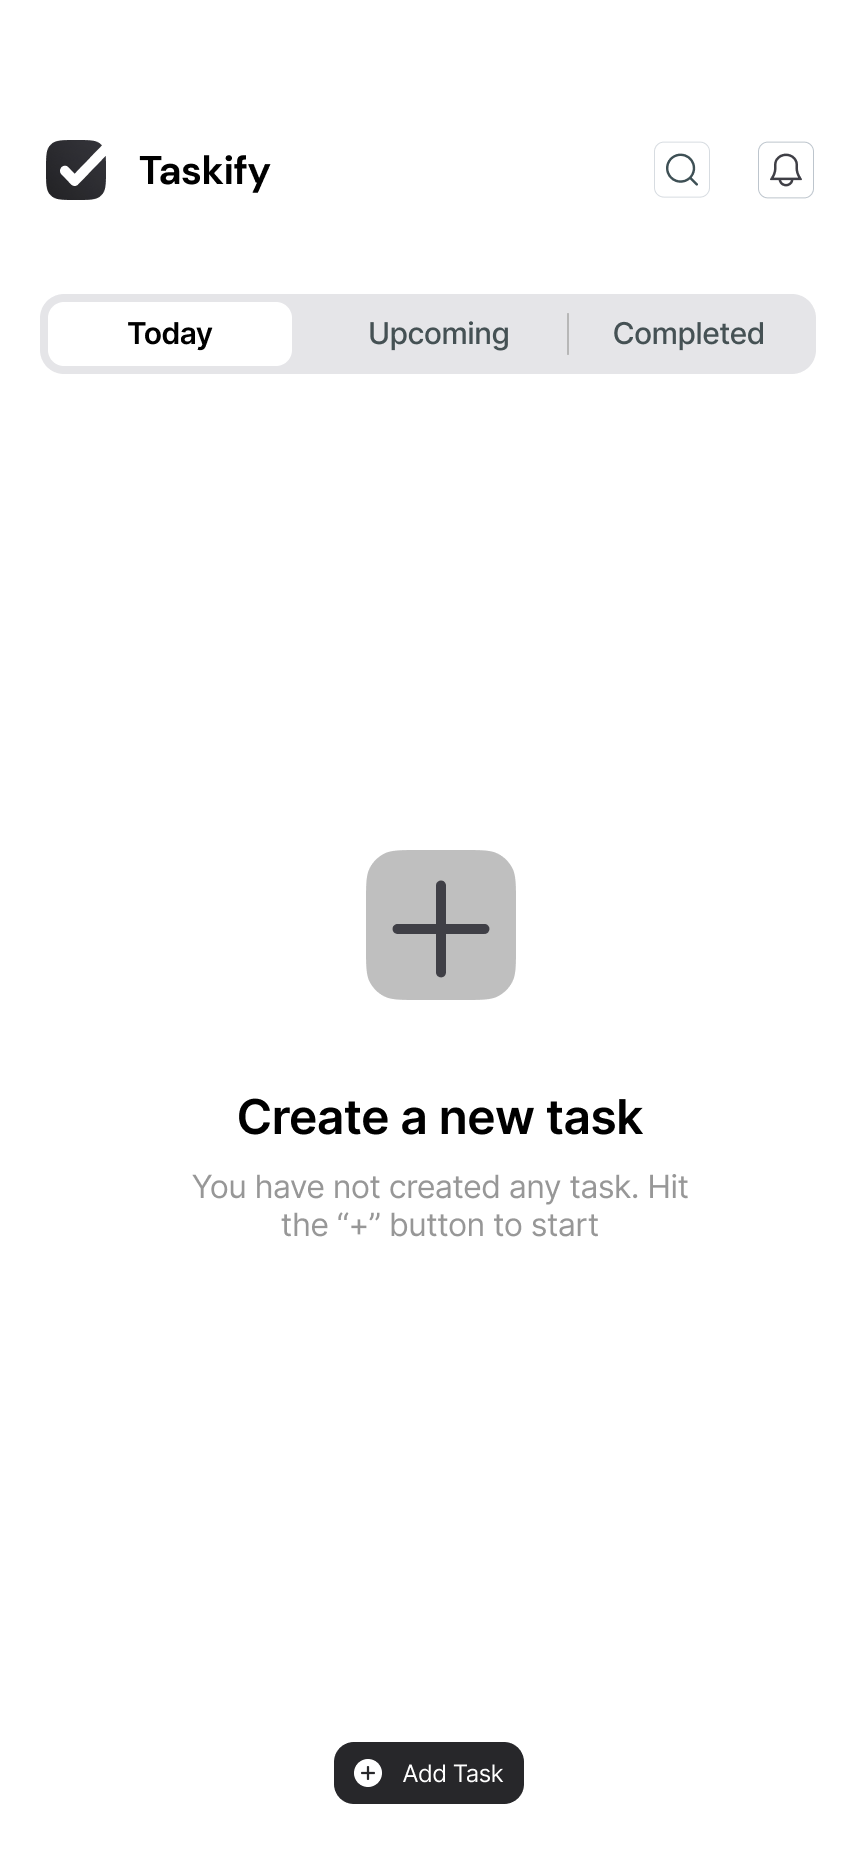 Taskify
Today
Upcoming
Completed
Create a new task
You have not created any task. Hit
the “+” button to start
Add Task